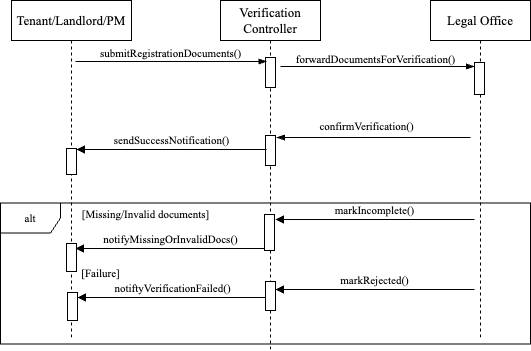 Tenant/Landlord/PM
Verification
Controller
Legal Office
submitRegistrationDocuments()
forwardDocumentsForVerification()
confirmVerification()
sendSuccessNotification()
alt
[Missing/Invalid documents]
markIncomplete()
notifyMissingOrInvalidDocs()
[Failure]
markRejected()
notiftyVerificationFailed()